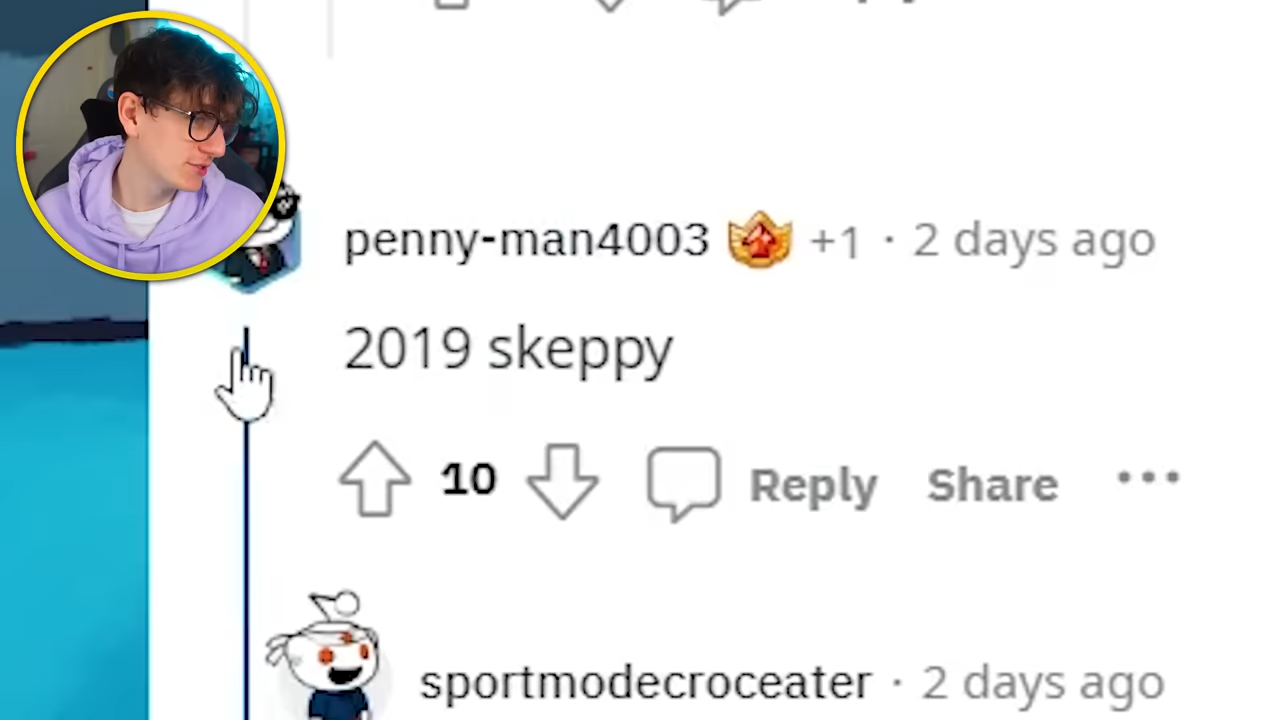 penny-man4003 +1 · 2 days ago
2019 skeppy
10 Reply Share ...
sportmodecroceater · 2 days ago